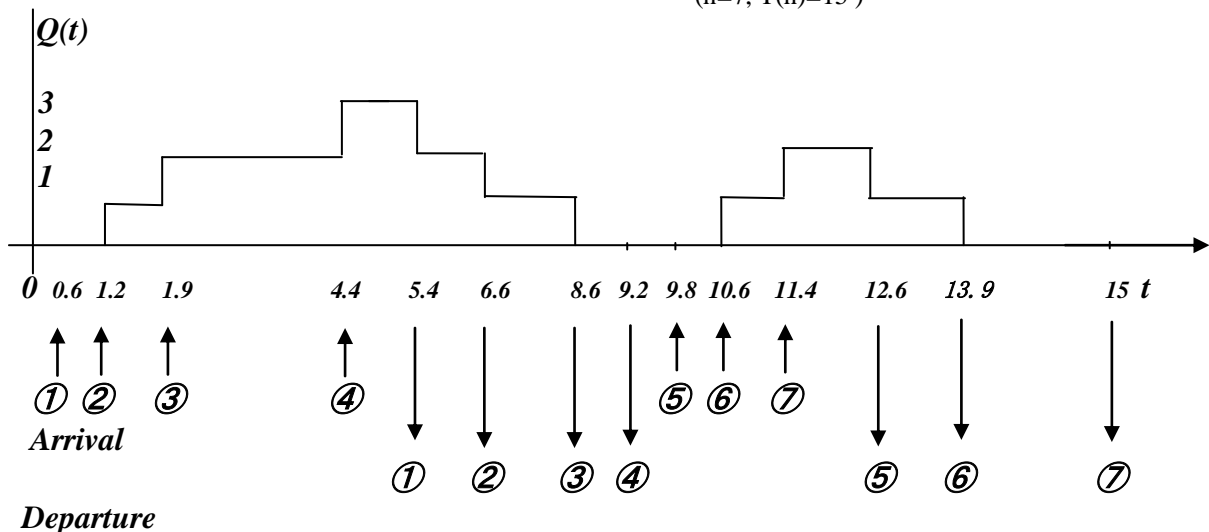 (n=7, T(n)=15 )
Q(t)
3
2
1
0 0.6 1.2 1.9 4.4 5.4 6.6 8.6 9.2 9.8 10.6 11.4 12.6 13.9 15 t
① ② ③ ④ ⑤ ⑥ ⑦
Arrival
① ② ③ ④ ⑤ ⑥ ⑦
Departure